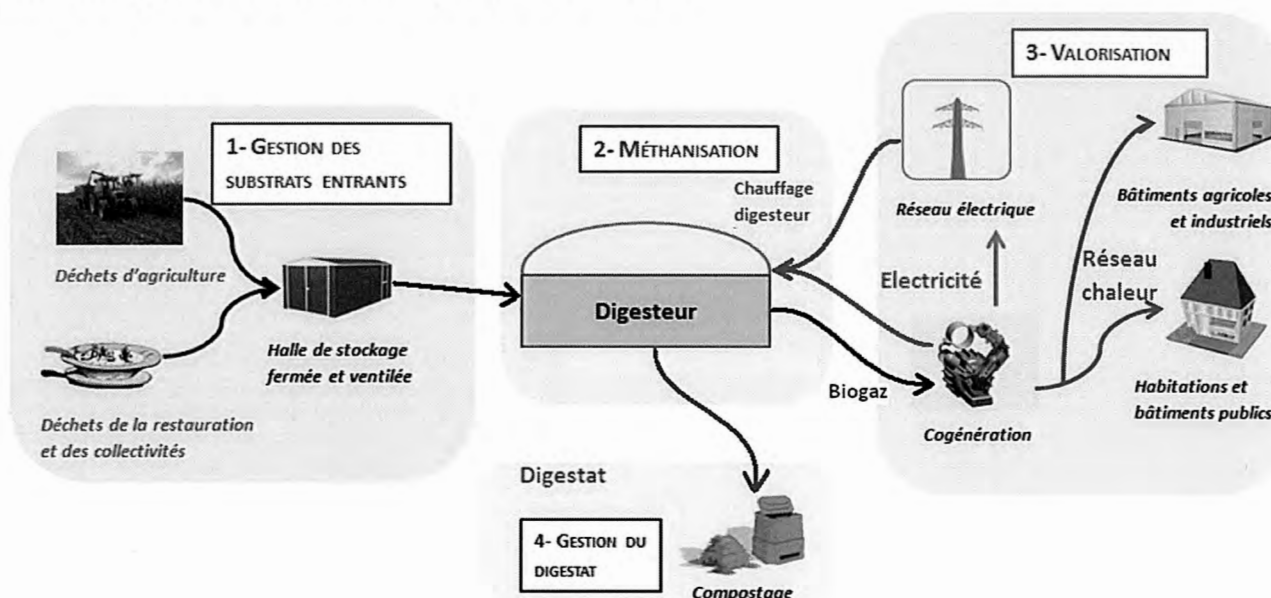 1- GESTION DES
SUBSTRATS ENTRANTS
Déchets d'agriculture
Déchets de la restauration
et des collectivités
Halle de stockage
fermée et ventilée
2- MÉTHANISATION
Digesteur
Chauffage
digesteur
Biogaz
3- VALORISATION
Réseau électrique
Electricité
Cogénération
Réseau
chaleur
Bâtiments agricoles
et industriels
Habitations et
bâtiments publics
Digestat
4- GESTION DU
DIGESTAT
Compostage